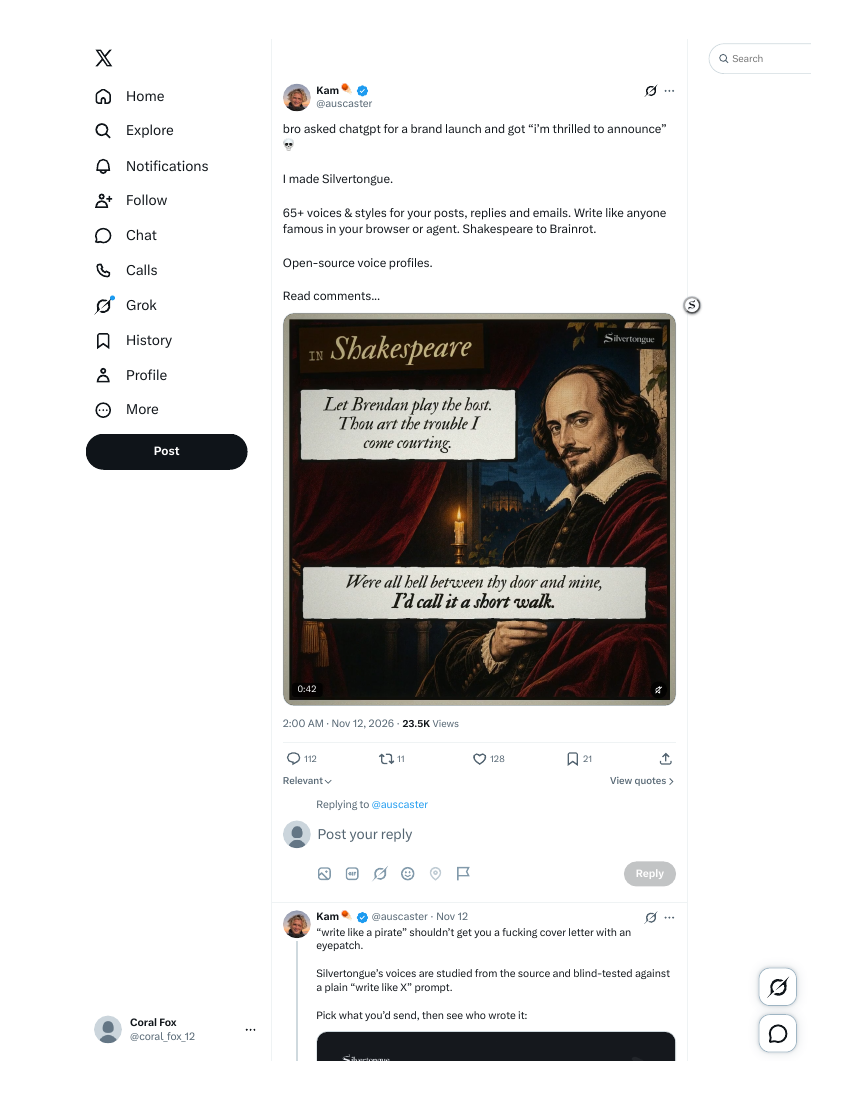 Search
Home
Explore
Notifications
Follow
Chat
Calls
Grok
History
Profile
More
Post
Coral Fox
@coral_fox_12
Kam
@auscaster
bro asked chatgpt for a brand launch and got “i’m thrilled to announce”
💀
I made Silvertongue.
65+ voices & styles for your posts, replies and emails. Write like anyone
famous in your browser or agent. Shakespeare to Brainrot.
Open-source voice profiles.
Read comments...
S
IN Shakespeare
Silvertongue
Let Brendan play the host.
Thou art the trouble I
come courting.
Were all hell between thy door and mine,
I’d call it a short walk.
0:42
2:00 AM · Nov 12, 2026 · 23.5K Views
112 11 128 21
Relevant View quotes
Replying to @auscaster
Post your reply
GIF
Reply
Kam @auscaster · Nov 12
“write like a pirate” shouldn’t get you a fucking cover letter with an
eyepatch.
Silvertongue’s voices are studied from the source and blind-tested against
a plain “write like X” prompt.
Pick what you’d send, then see who wrote it:
Silvertongue